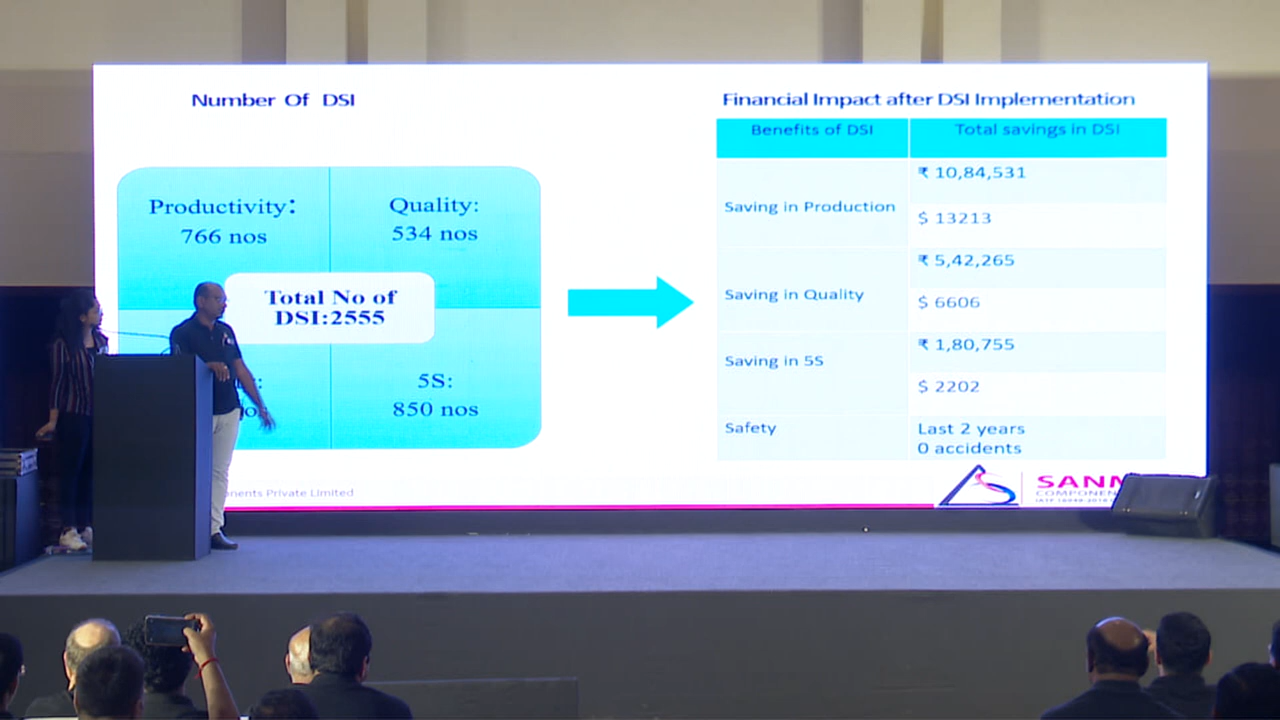 Number Of DSI
Productivity:
766 nos
Quality:
534 nos
Total No of
DSI:2555
5S:
850 nos
Financial Impact after DSI Implementation
Benefits of DSI
Total savings in DSI
Saving in Production
₹ 10,84,531
$ 13213
Saving in Quality
₹ 5,42,265
$ 6606
Saving in 5S
₹ 1,80,755
$ 2202
Safety
Last 2 years
0 accidents
Private Limited